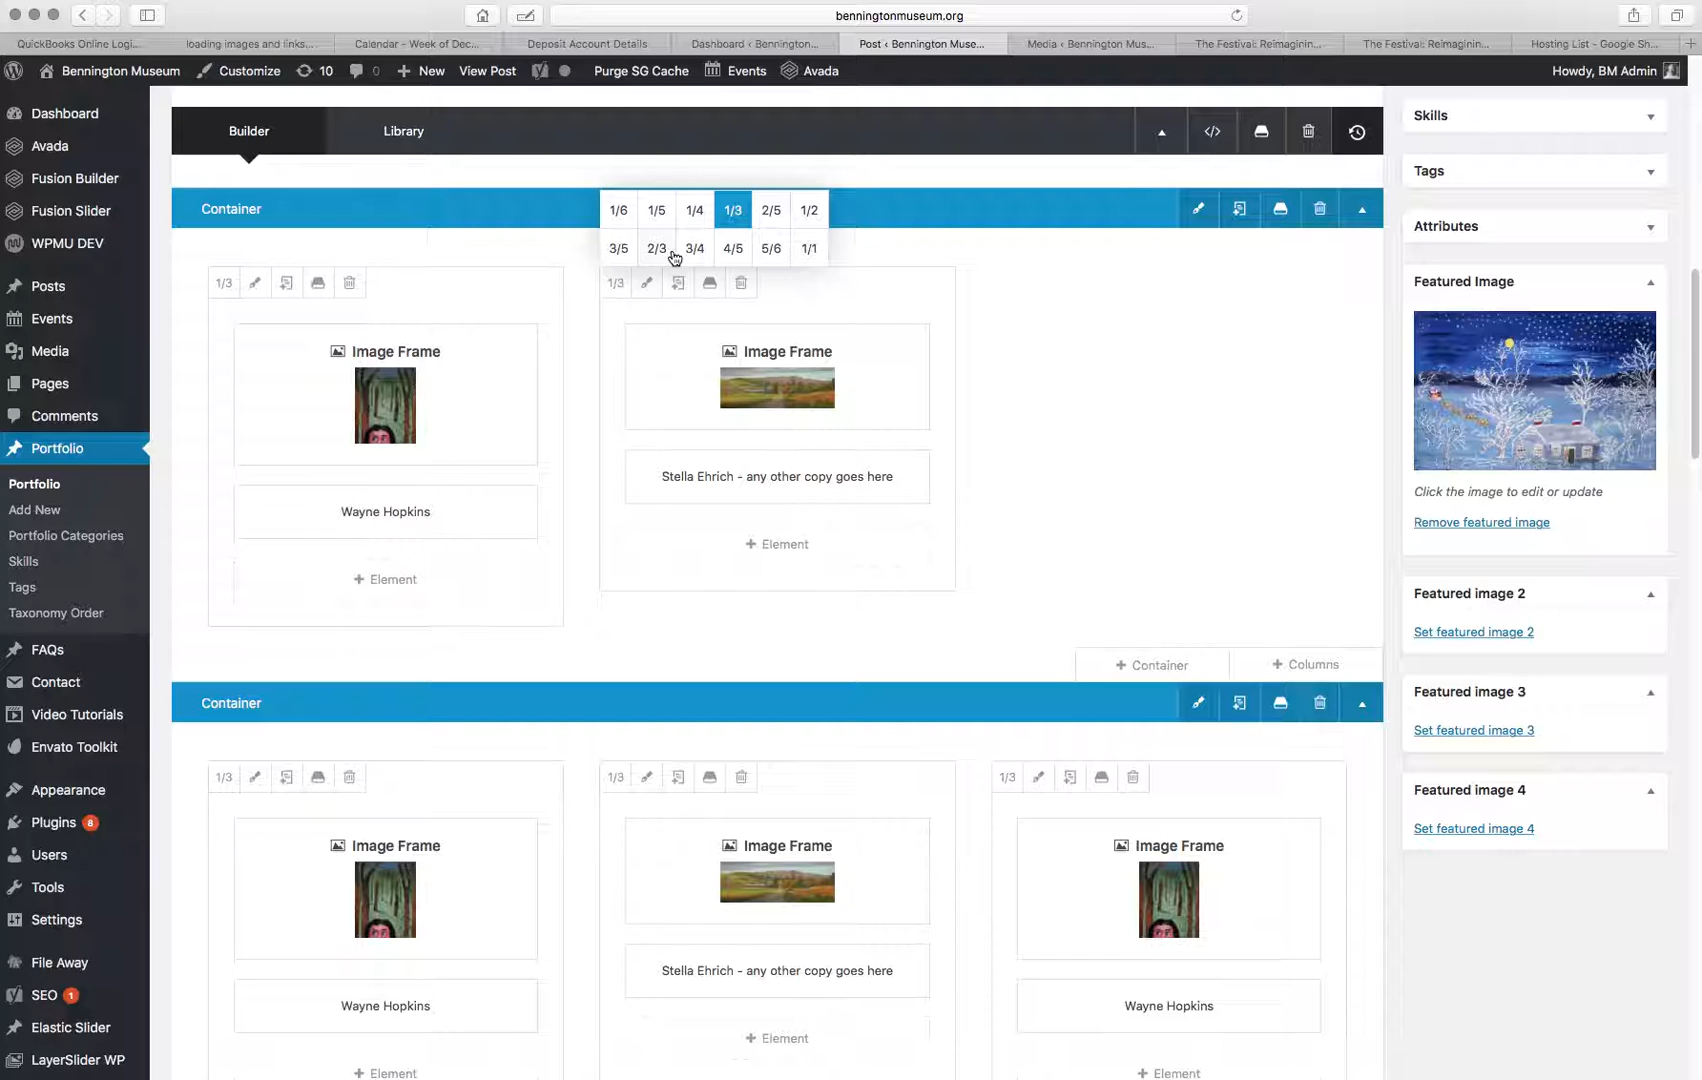 benningtonmuseum.org
QuickBooks Online Logi...
loading images and links...
Calendar - Week of Dec...
Deposit Account Details
Dashboard ‹ Bennington...
Post ‹ Bennington Muse...
Media ‹ Bennington Mus...
The Festival: Reimaginin...
The Festival: Reimaginin...
Hosting List - Google Sh...
Bennington Museum
Customize
10
0
New
View Post
Purge SG Cache
Events
Avada
Howdy, BM Admin
Dashboard
Avada
Fusion Builder
Fusion Slider
WPMU DEV
Posts
Events
Media
Pages
Comments
Portfolio
Portfolio
Add New
Portfolio Categories
Skills
Tags
Taxonomy Order
FAQs
Contact
Video Tutorials
Envato Toolkit
Appearance
Plugins 8
Users
Tools
Settings
File Away
SEO 1
Elastic Slider
LayerSlider WP
Builder
Library
Container
1/6 1/5 1/4 1/3 2/5 1/2
3/5 2/3 3/4 4/5 5/6 1/1
1/3
Image Frame
Wayne Hopkins
+ Element
1/3
Image Frame
Stella Ehrich - any other copy goes here
+ Element
+ Container
+ Columns
Container
1/3
Image Frame
Wayne Hopkins
+ Element
1/3
Image Frame
Stella Ehrich - any other copy goes here
+ Element
1/3
Image Frame
Wayne Hopkins
+ Element
Skills
Tags
Attributes
Featured Image
Click the image to edit or update
Remove featured image
Featured image 2
Set featured image 2
Featured image 3
Set featured image 3
Featured image 4
Set featured image 4